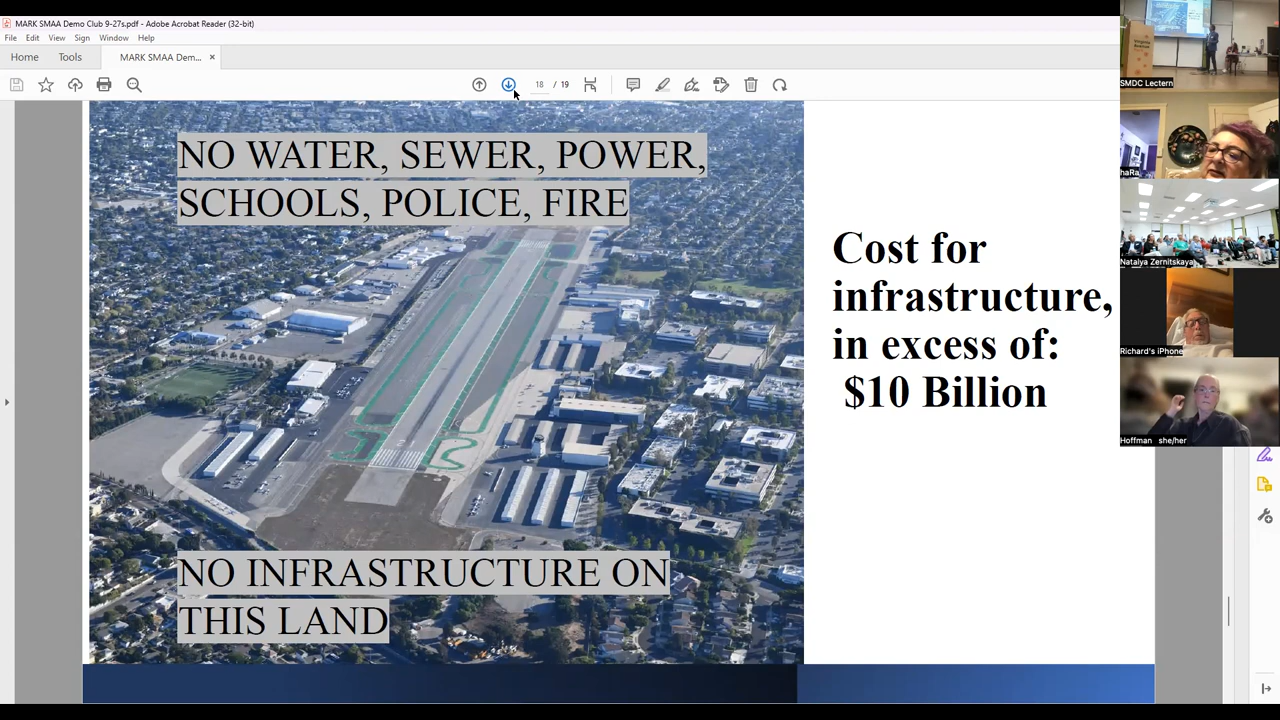 MARK SMAA Demo Club 9-27s.pdf - Adobe Acrobat Reader (32-bit)
File Edit View Sign Window Help
Home Tools MARK SMAA Dem... ×
18 / 19
NO WATER, SEWER, POWER,
SCHOOLS, POLICE, FIRE
Cost for
infrastructure,
in excess of:
$10 Billion
NO INFRASTRUCTURE ON
THIS LAND
SMDC Lectern
haRa
Natalya Zernitskaya
Richard's iPhone
Hoffman she/her